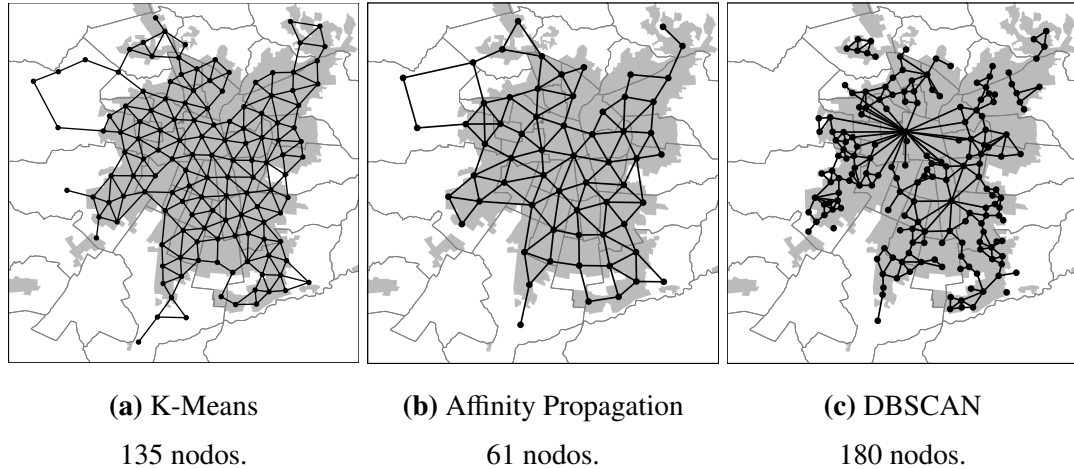 (a) K-Means
(b) Affinity Propagation
(c) DBSCAN
135 nodos.
61 nodos.
180 nodos.